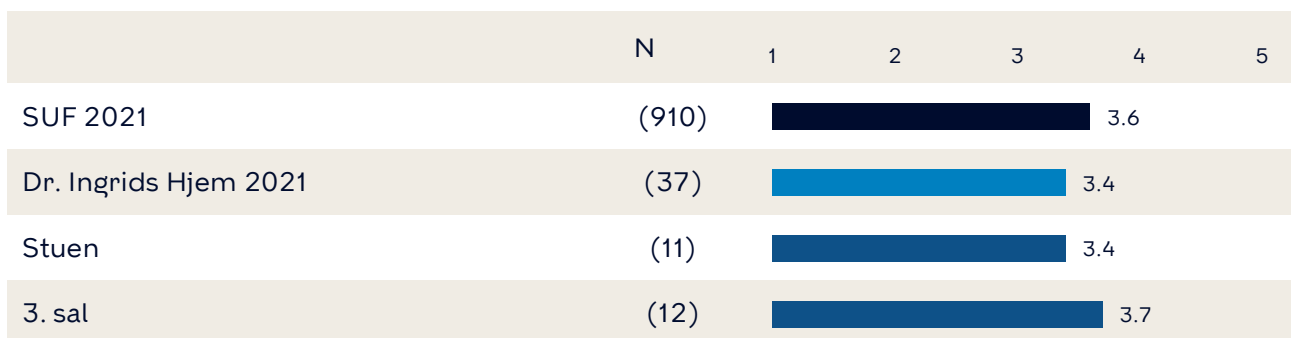 N 1 2 3 4 5
SUF 2021 (910) 3.6
Dr. Ingrids Hjem 2021 (37) 3.4
Stuen (11) 3.4
3. sal (12) 3.7